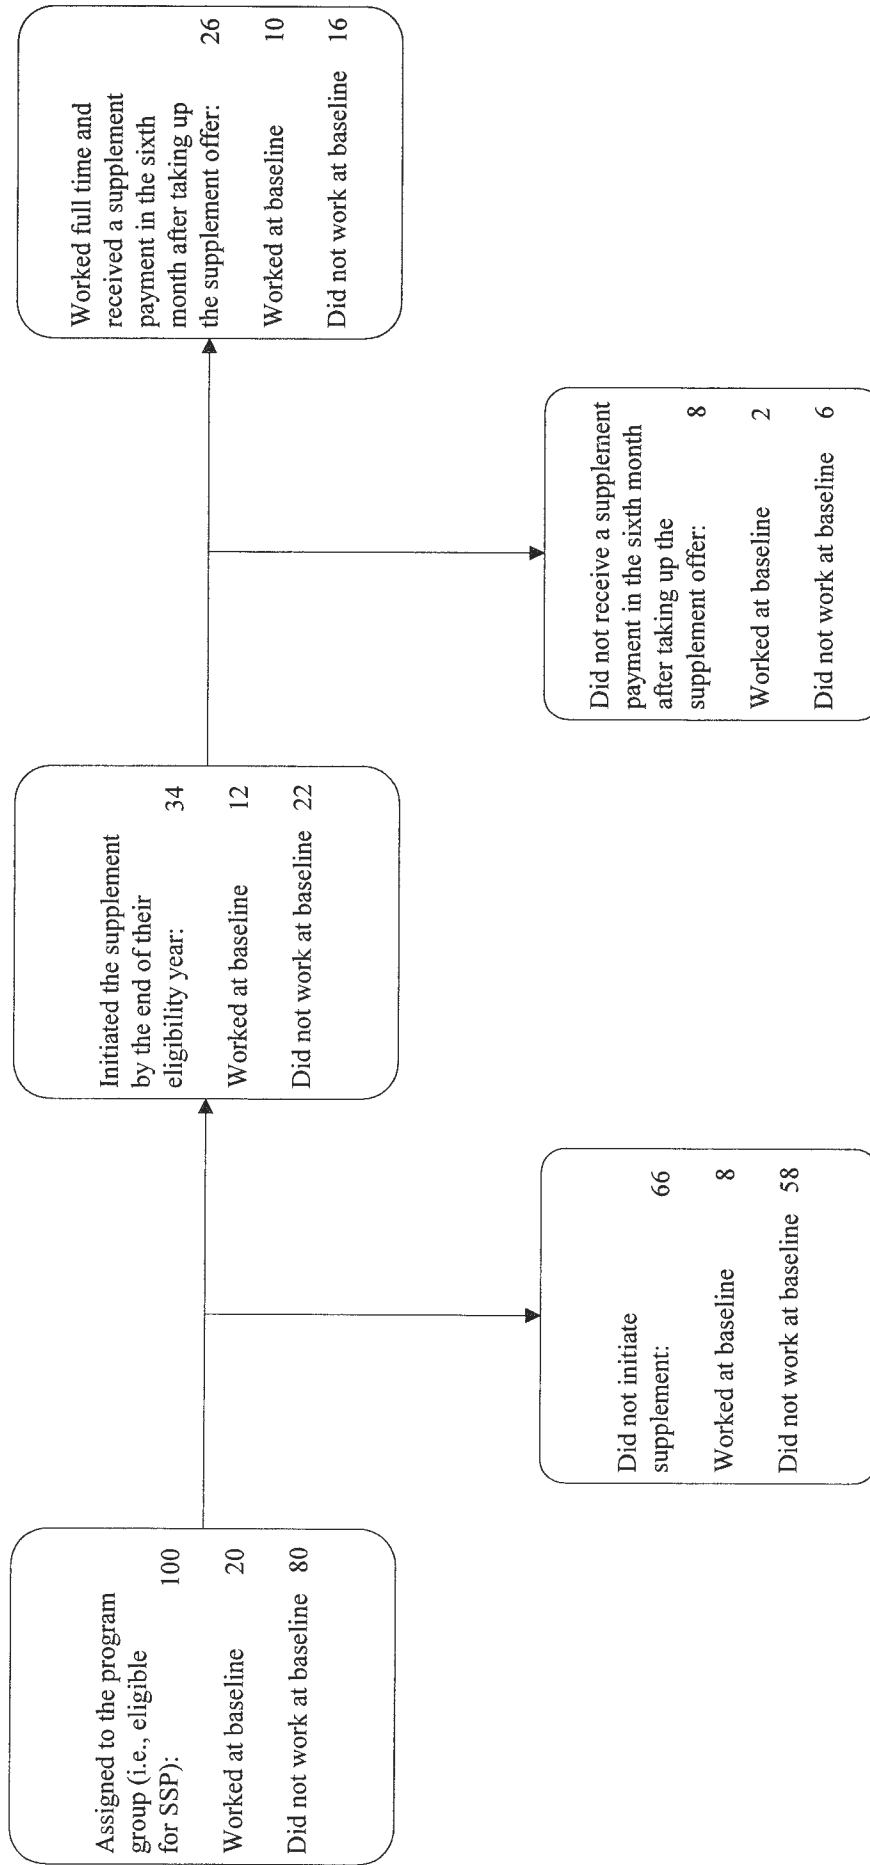 Assigned to the program
group (i.e., eligible
for SSP):
100
Worked at baseline 20
Did not work at baseline 80
Did not initiate
supplement:
66
Worked at baseline 8
Did not work at baseline 58
Initiated the supplement
by the end of their
eligibility year:
34
Worked at baseline 12
Did not work at baseline 22
Did not receive a supplement
payment in the sixth month
after taking up the
supplement offer: 8
Worked at baseline 2
Did not work at baseline 6
Worked full time and
received a supplement
payment in the sixth
month after taking up
the supplement offer: 26
Worked at baseline 10
Did not work at baseline 16